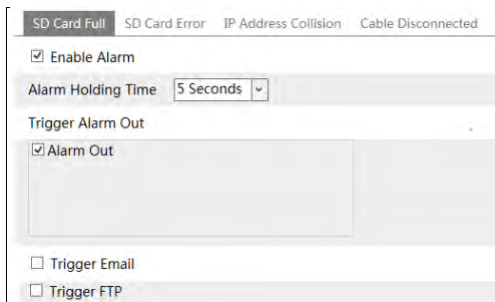 SD Card Full SD Card Error IP Address Collision Cable Disconnected
Enable Alarm
Alarm Holding Time 5 Seconds
Trigger Alarm Out
Alarm Out
Trigger Email
Trigger FTP